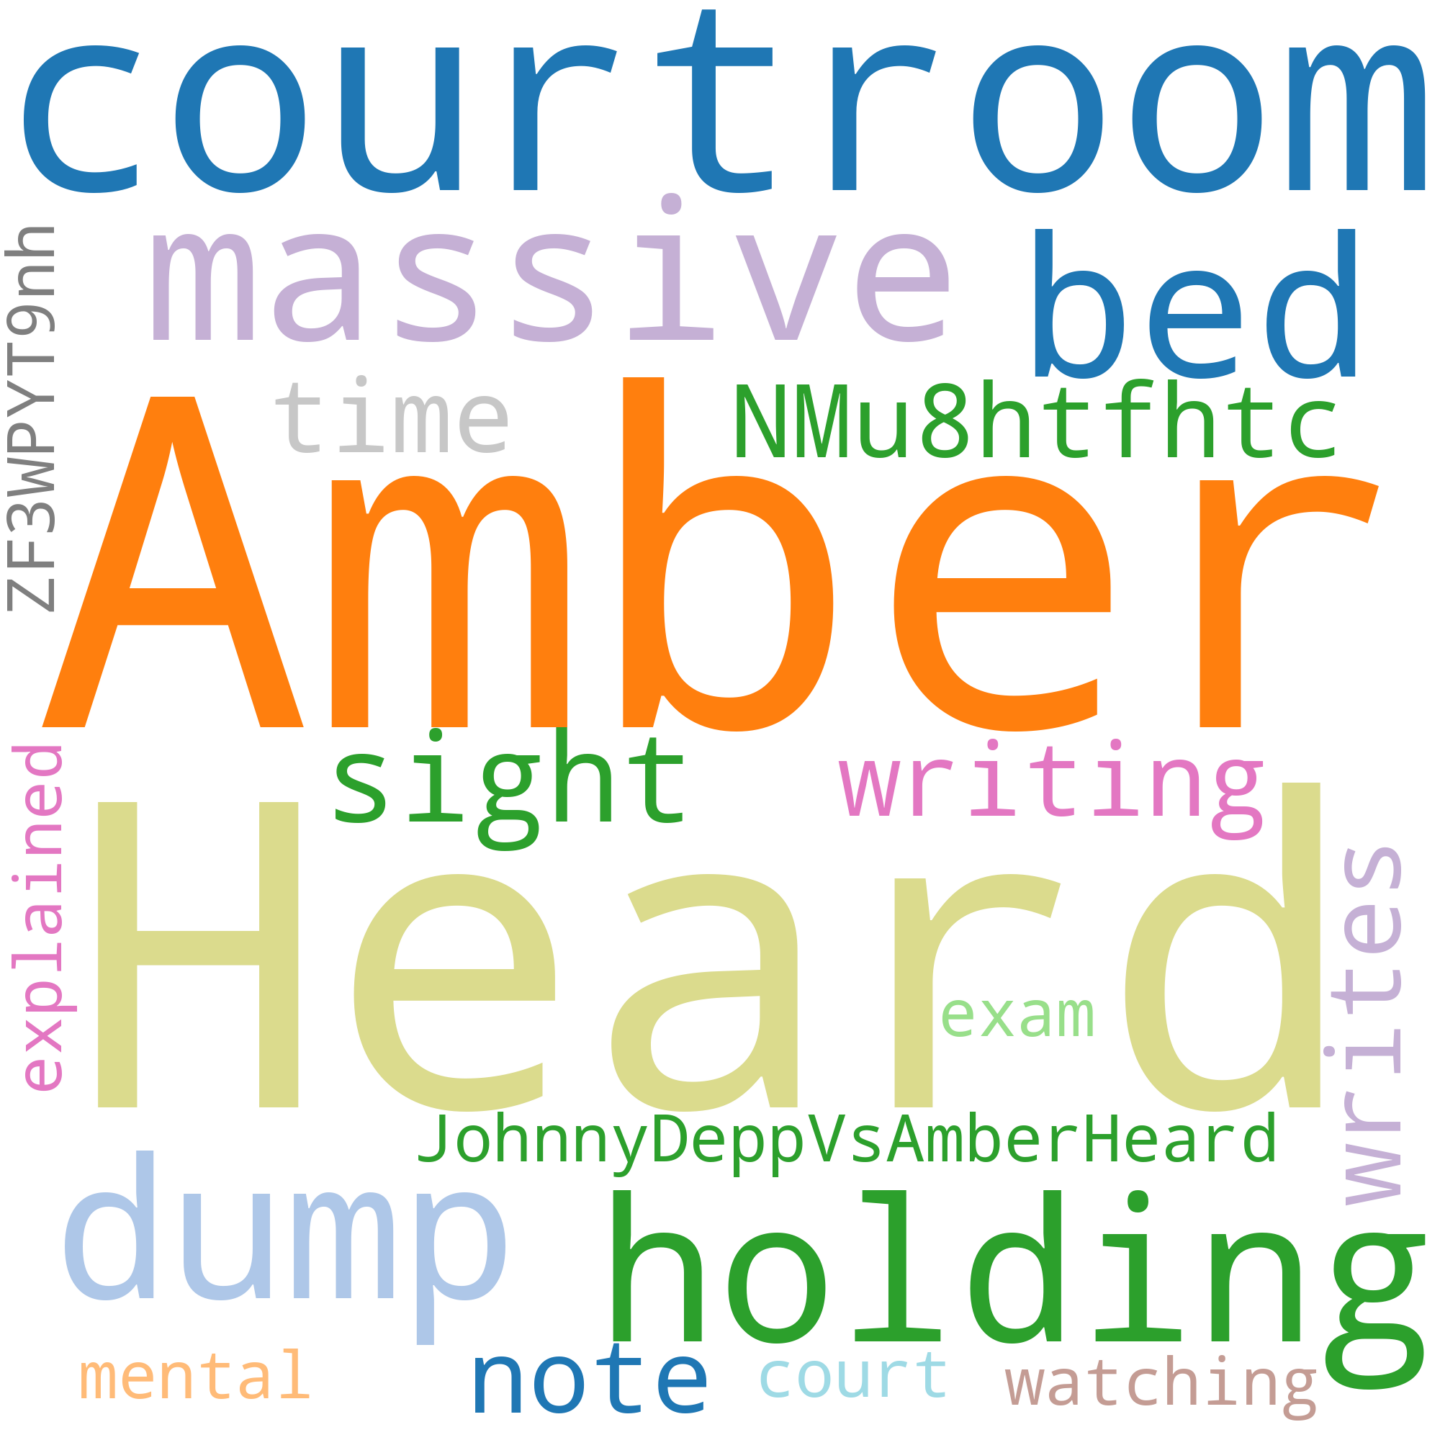 courtroom
massive
bed
ZF3WPYT9nh
time
NMu8htfhtc
Amber
sight
writing
explained
Heard
exam
writes
JohnnyDeppVsAmberHeard
dump
holding
mental
note
court
watching